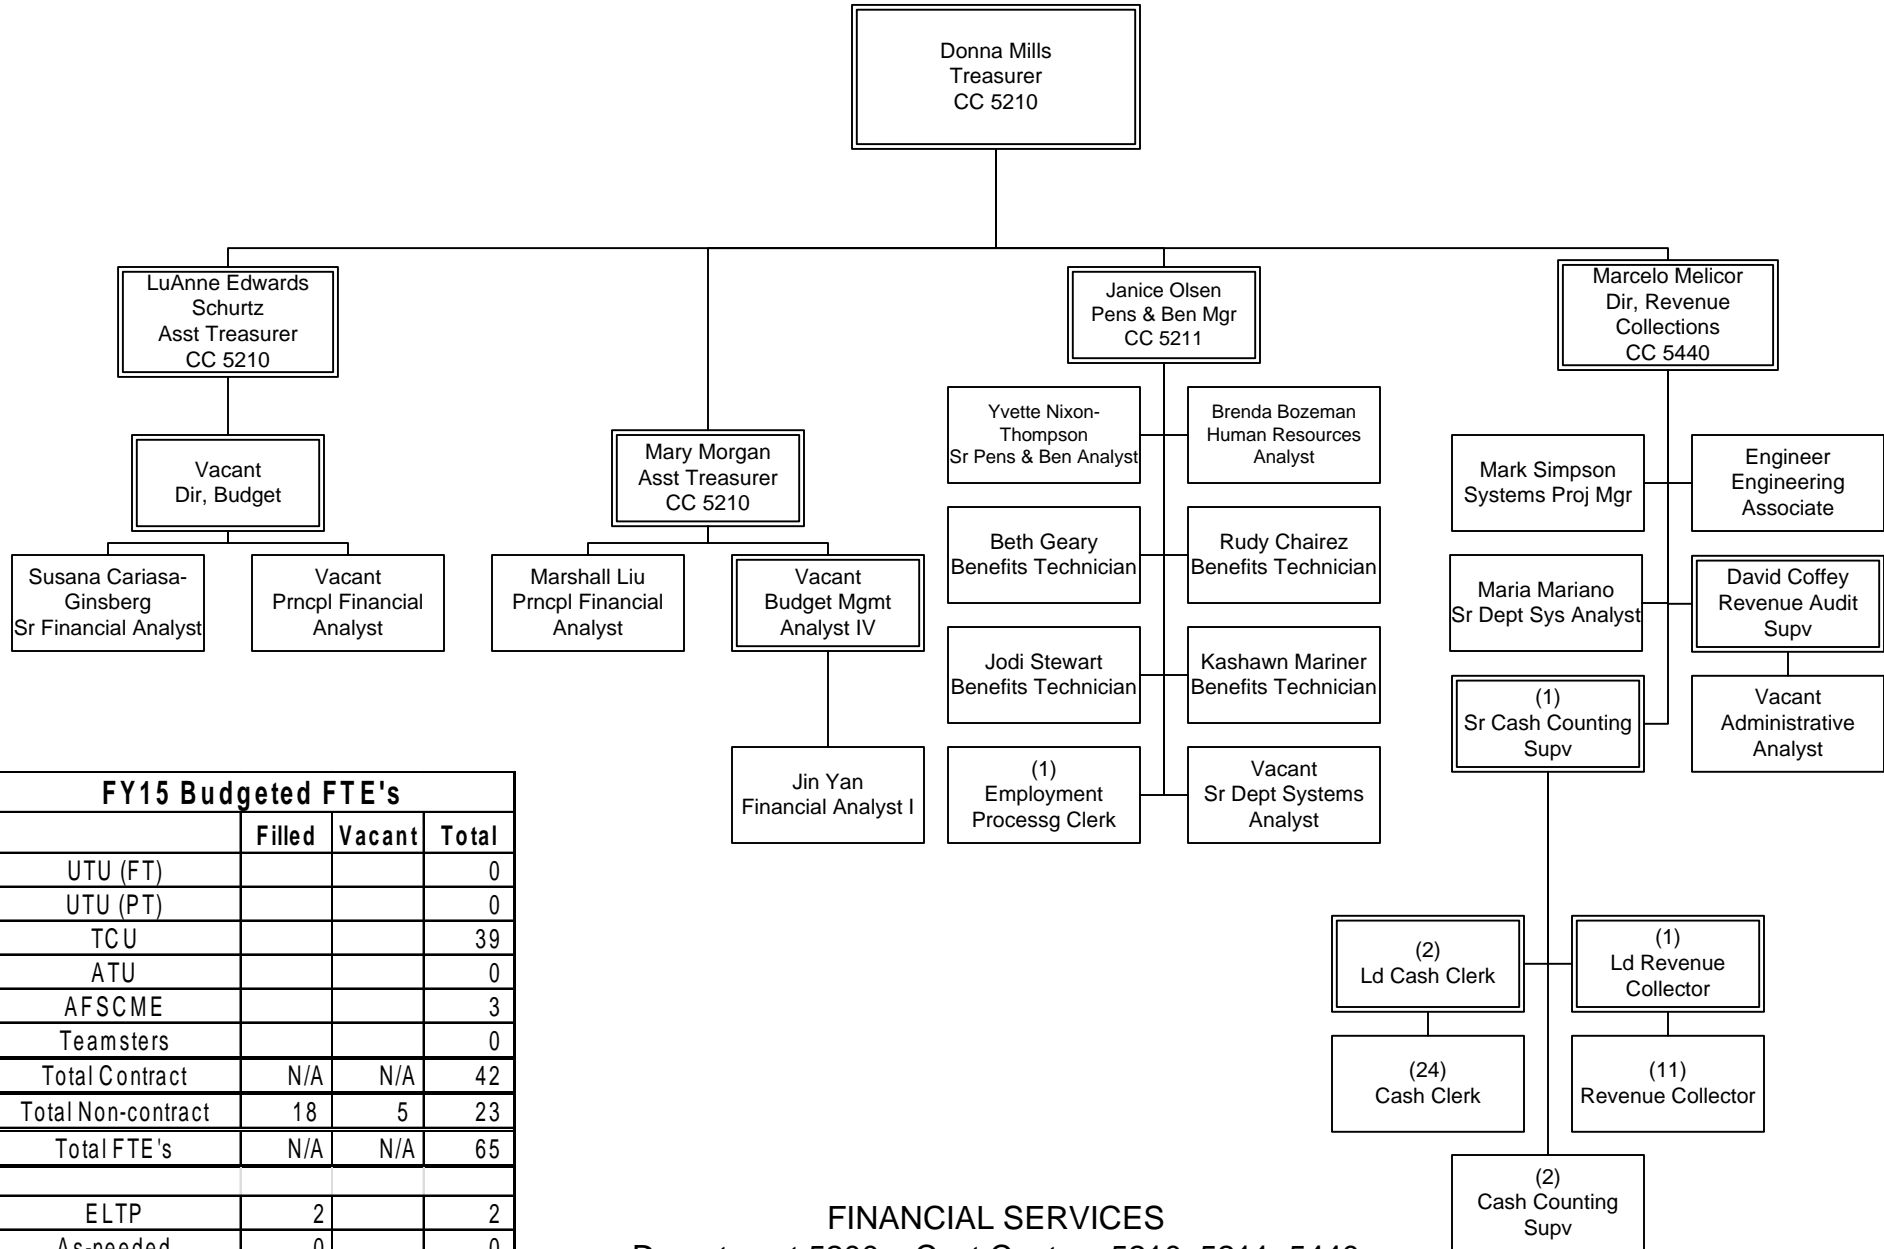 Donna Mills
Treasurer
CC 5210
LuAnne Edwards
Schurtz
Asst Treasurer
CC 5210
Janice Olsen
Pens & Ben Mgr
CC 5211
Marcelo Melicor
Dir, Revenue
Collections
CC 5440
Vacant
Dir, Budget
Mary Morgan
Asst Treasurer
CC 5210
Yvette Nixon-
Thompson
Sr Pens & Ben Analyst
Brenda Bozeman
Human Resources
Analyst
Mark Simpson
Systems Proj Mgr
Engineer
Engineering
Associate
Susana Cariasa-
Ginsberg
Sr Financial Analyst
Vacant
Prncpl Financial
Analyst
Marshall Liu
Prncpl Financial
Analyst
Vacant
Budget Mgmt
Analyst IV
Beth Geary
Benefits Technician
Rudy Chairez
Benefits Technician
Maria Mariano
Sr Dept Sys Analyst
David Coffey
Revenue Audit
Supv
Jodi Stewart
Benefits Technician
Kashawn Mariner
Benefits Technician
(1)
Sr Cash Counting
Supv
Vacant
Administrative
Analyst
Jin Yan
Financial Analyst I
(1)
Employment
Processg Clerk
Vacant
Sr Dept Systems
Analyst
(2)
Ld Cash Clerk
(1)
Ld Revenue
Collector
(24)
Cash Clerk
(11)
Revenue Collector
(2)
Cash Counting
Supv
FY15 Budgeted FTE's
Filled Vacant Total
UTU (FT) 0
UTU (PT) 0
TCU 39
ATU 0
AFSCME 3
Teamsters 0
Total Contract N/A N/A 42
Total Non-contract 18 5 23
Total FTE's N/A N/A 65
ELTP 2 2
As-needed 0 0
FINANCIAL SERVICES